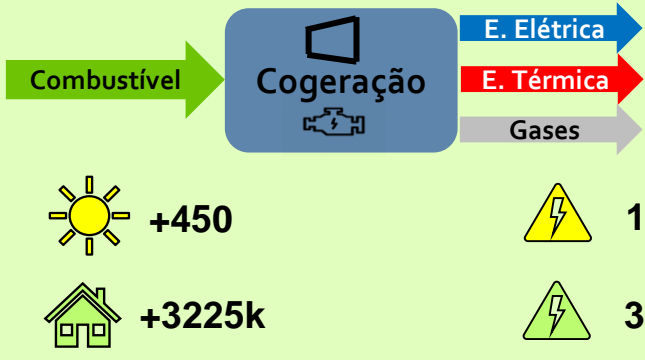 E. Elétrica
Combustível
Cogeração
E. Térmica
Gases
+450
1
+3225k
3